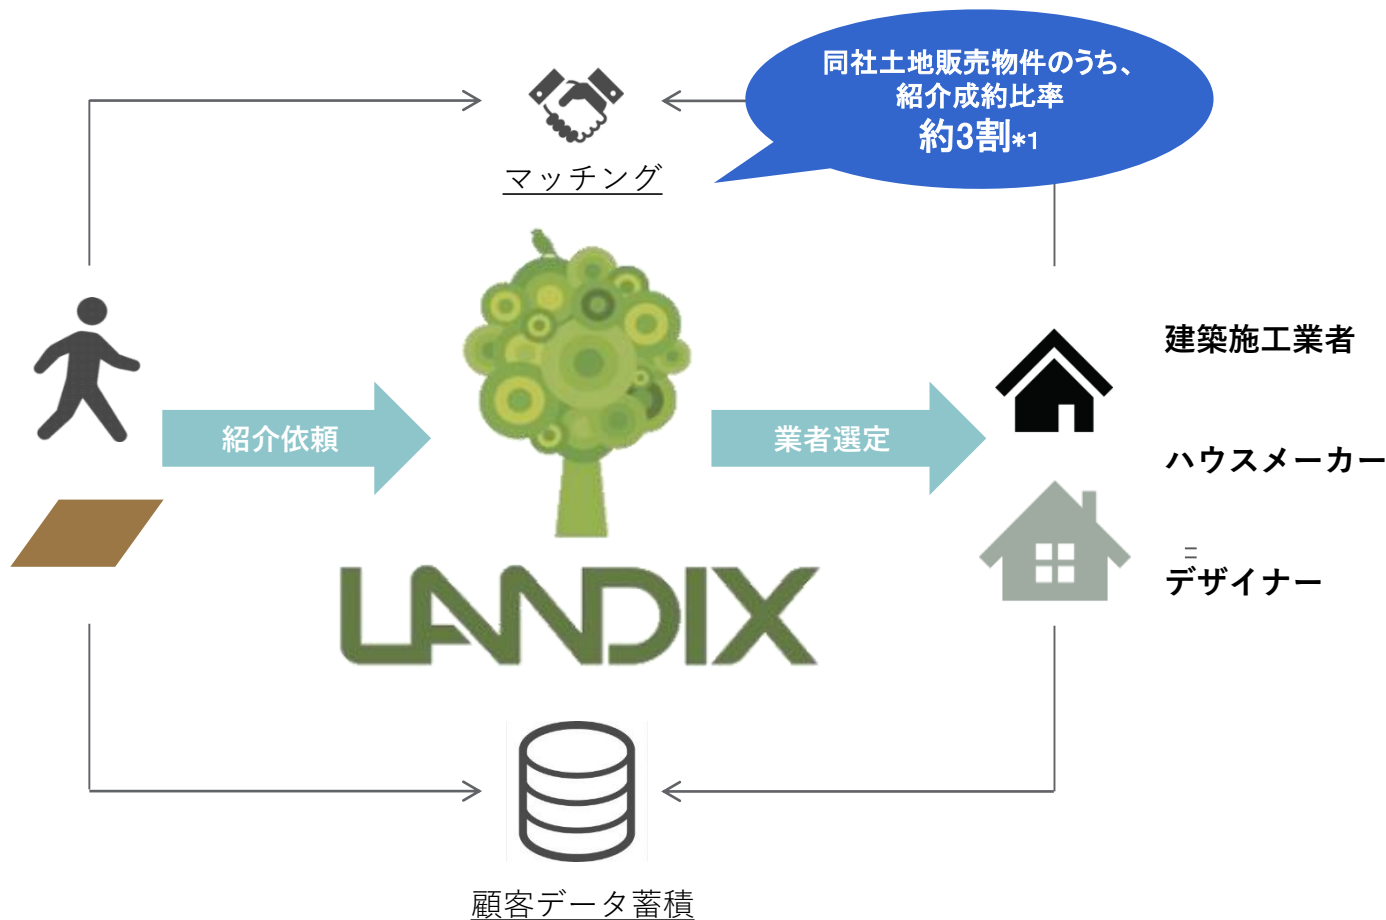 同社土地販売物件のうち、
紹介成約比率
約3割*1
マッチング
紹介依頼
業者選定
建築施工業者
ハウスメーカー
デザイナー
LANDIX
顧客データ蓄積